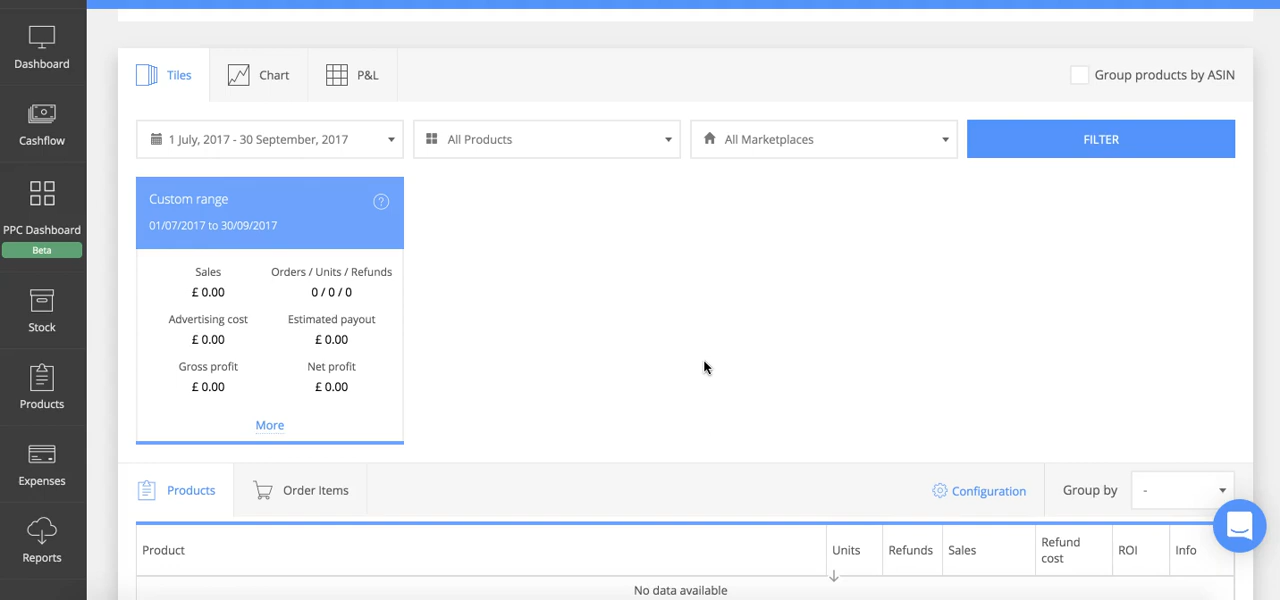 Dashboard
Cashflow
PPC Dashboard
Beta
Stock
Products
Expenses
Reports
Tiles
Chart
P&L
Group products by ASIN
1 July, 2017 - 30 September, 2017
All Products
All Marketplaces
FILTER
Custom range
?
01/07/2017 to 30/09/2017
Sales
Orders / Units / Refunds
£ 0.00
0 / 0 / 0
Advertising cost
Estimated payout
£ 0.00
£ 0.00
Gross profit
Net profit
£ 0.00
£ 0.00
More
Products
Order Items
Configuration
Group by
-
Product
Units
Refunds
Sales
Refund
cost
ROI
Info
No data available